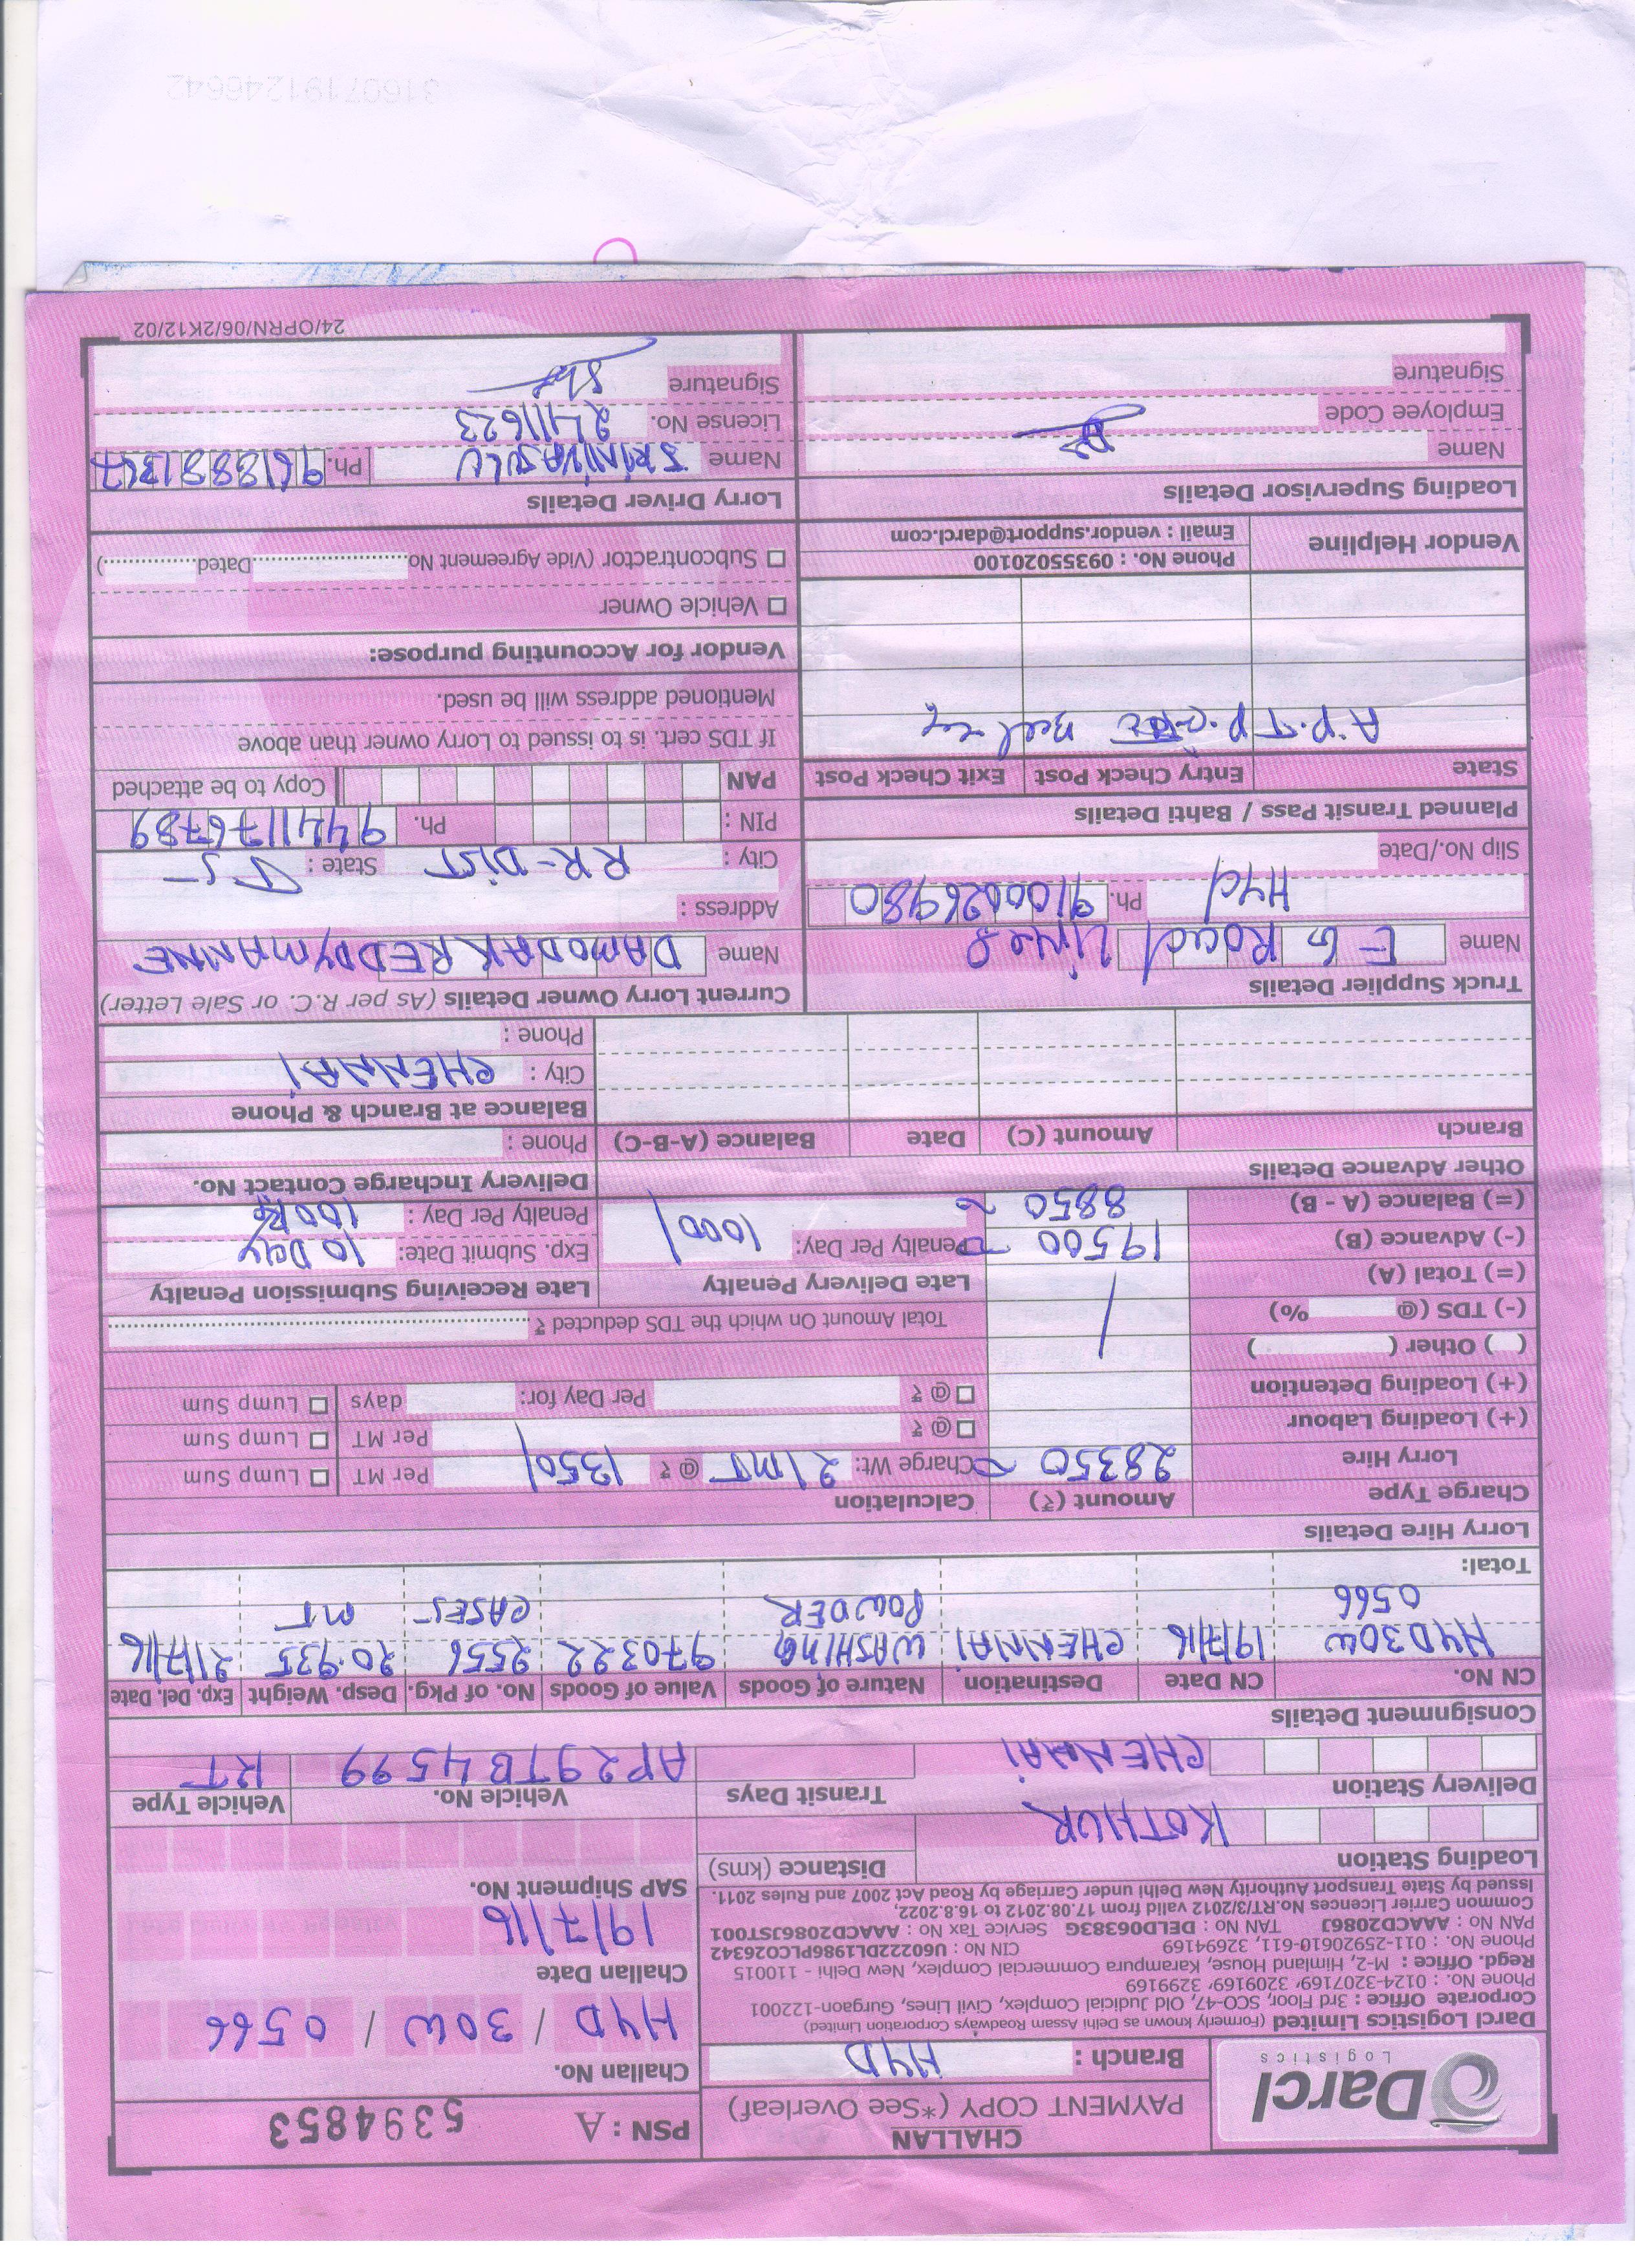 Darcl
Logistics
CHALLAN
PAYMENT COPY (*See Overleaf)
Branch : HYD
PSN : A 5394853
Challan No.
HYD / 30W / 0566
Challan Date
19/7/16
SAP Shipment No.
Darcl Logistics Limited (Formerly known as Delhi Assam Roadways Corporation Limited)
Corporate Office : 3rd Floor, SCO-47, Old Judicial Complex, Civil Lines, Gurgaon-122001
Phone No. : 0124-3207169, 3209169, 3299169
Regd. Office : M-2, Himland House, Karampura Commercial Complex, New Delhi - 110015
Phone No. : 011-25920610-611, 32694169 CIN No : U60222DL1986PLC026342
PAN No : AAACD2086J TAN No : DELD06383G Service Tax No : AAACD2086JST001
Common Carrier Licences No.RT/3/2012 valid from 17.08.2012 to 16.8.2022,
Issued by State Transport Authority New Delhi under Carriage by Road Act 2007 and Rules 2011.
Loading Station
KOTHUR
Distance (kms)
Delivery Station
CHENNAI
Transit Days
Vehicle No. Vehicle Type
AP29TB4599 RT
Consignment Details
CN No. CN Date Destination Nature of Goods Value of Goods No. of Pkg. Desp. Weight Exp. Del. Date
HYD30W 19/7/16 CHENNAI WASHING 970322 2556 20.935 21/7/16
0566 POWDER CASES MT
Total:
Lorry Hire Details
Charge Type Amount (₹) Calculation
Lorry Hire 28350 Charge Wt: 21MT @ ₹ 1350/ Per MT Lump Sum
(+) Loading Labour @ ₹ Per MT Lump Sum
(+) Loading Detention @ ₹ Per Day for: days Lump Sum
( ) Other ( )
(-) TDS (@ %) Total Amount On which the TDS deducted ₹
(=) Total (A)
(-) Advance (B) 19500
(=) Balance (A - B) 8850
Late Delivery Penalty
Penalty Per Day: 1000/
Late Receiving Submission Penalty
Exp. Submit Date: 10 Day
Penalty Per Day : 100
Other Advance Details
Branch Amount (C) Date Balance (A-B-C)
Delivery Incharge Contact No.
Phone :
Balance at Branch & Phone
City : CHENNAI
Phone :
Truck Supplier Details
Name E G Road Lines
Hyd Ph. 9100026980
Slip No./Date
Current Lorry Owner Details (As per R.C. or Sale Letter)
Name DAMODAR REDDY MANNE
Address :
City : RR-DIST State : TS
PIN : Ph. 9441176789
PAN Copy to be attached
If TDS cert. is to issued to Lorry owner than above
Mentioned address will be used.
Planned Transit Pass / Bahti Details
State Entry Check Post Exit Check Post
A.P.T.P.
Vendor for Accounting purpose:
Vehicle Owner
Subcontractor (Vide Agreement No Dated )
Vendor Helpline
Phone No. : 09355020100
Email : vendor.support@darcl.com
Loading Supervisor Details
Name
Employee Code
Signature
Lorry Driver Details
Name SRINIVASULU Ph.
License No. 2411623
Signature
24/OPRN/06/2K12/02
31607191246642